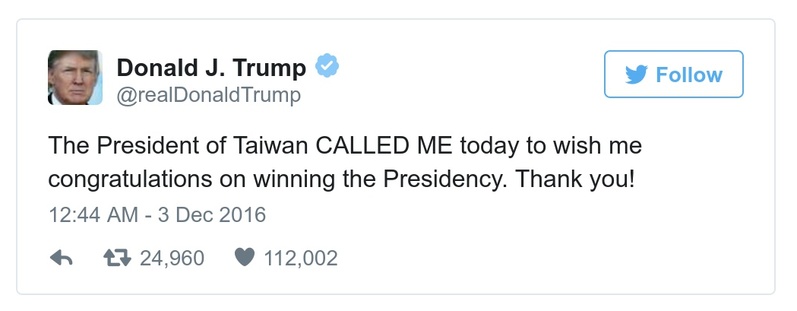 Donald J. Trump
@realDonaldTrump
Follow
The President of Taiwan CALLED ME today to wish me
congratulations on winning the Presidency. Thank you!
12:44 AM - 3 Dec 2016
24,960 112,002